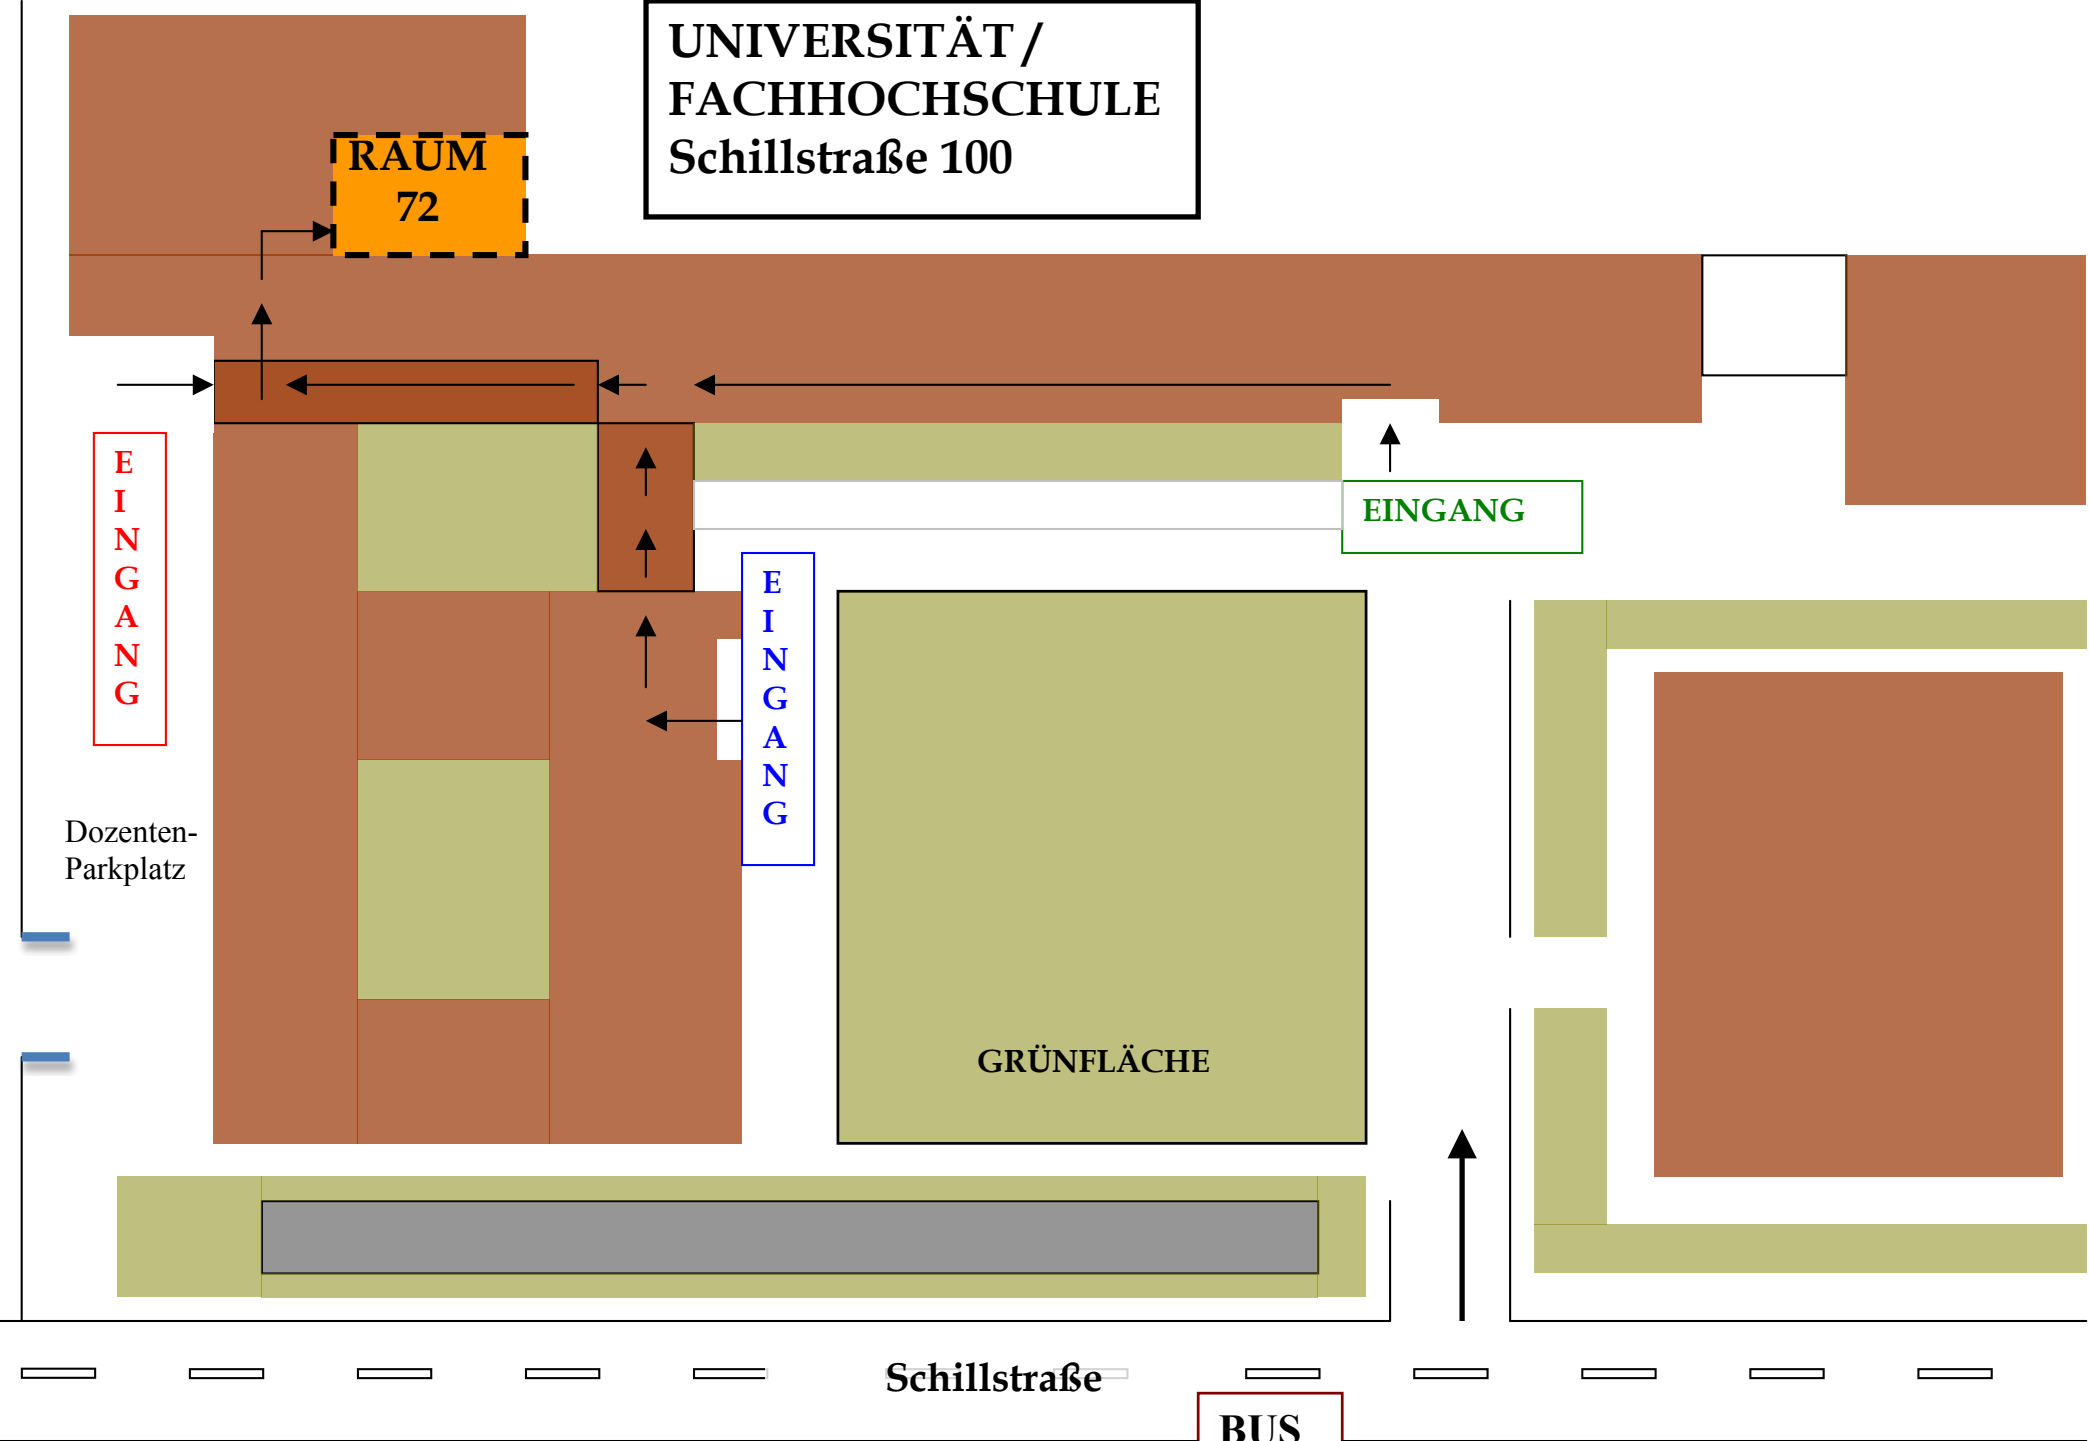 UNIVERSITÄT/
FACHHOCHSCHULE
Schillstraße 100
RAUM
72
E
I
N
G
A
N
G
EINGANG
E
I
N
G
A
N
G
Dozenten-
Parkplatz
GRÜNFLÄCHE
Schillstraße
BUS